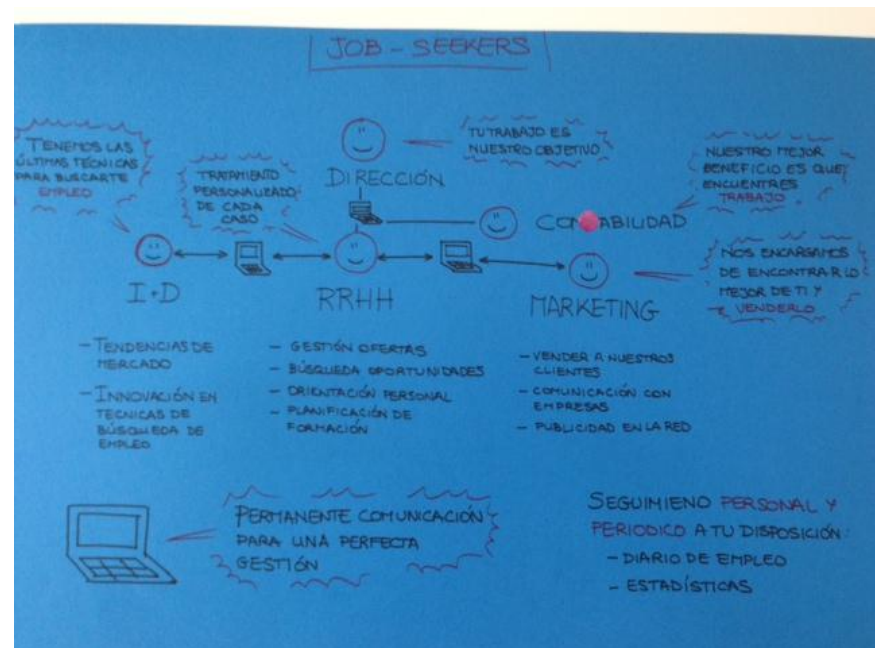 JOB - SEEKERS
TENEMOS LAS
ÚLTIMAS TÉCNICAS
PARA BUSCARTE
EMPLEO
TRATAMIENTO
PERSONALIZADO
DE CADA
CASO
TU TRABAJO ES
NUESTRO OBJETIVO
NUESTRO MEJOR
BENEFICIO ES QUE
ENCUENTRES
TRABAJO
DIRECCIÓN
CONTABILIDAD
NOS ENCARGAMOS
DE ENCONTRAR LO
MEJOR DE TI Y
VENDERLO
I+D
RRHH
MARKETING
- TENDENCIAS DE
MERCADO
- INNOVACIÓN EN
TECNICAS DE
BÚSQUEDA DE
EMPLEO
- GESTIÓN OFERTAS
- BÚSQUEDA OPORTUNIDADES
- ORIENTACIÓN PERSONAL
- PLANIFICACIÓN DE
FORMACIÓN
- VENDER A NUESTROS
CLIENTES
- COMUNICACIÓN CON
EMPRESAS
- PUBLICIDAD EN LA RED
PERMANENTE COMUNICACIÓN
PARA UNA PERFECTA
GESTIÓN
SEGUIMIENO PERSONAL Y
PERIODICO A TU DISPOSICIÓN:
- DIARIO DE EMPLEO
- ESTADÍSTICAS